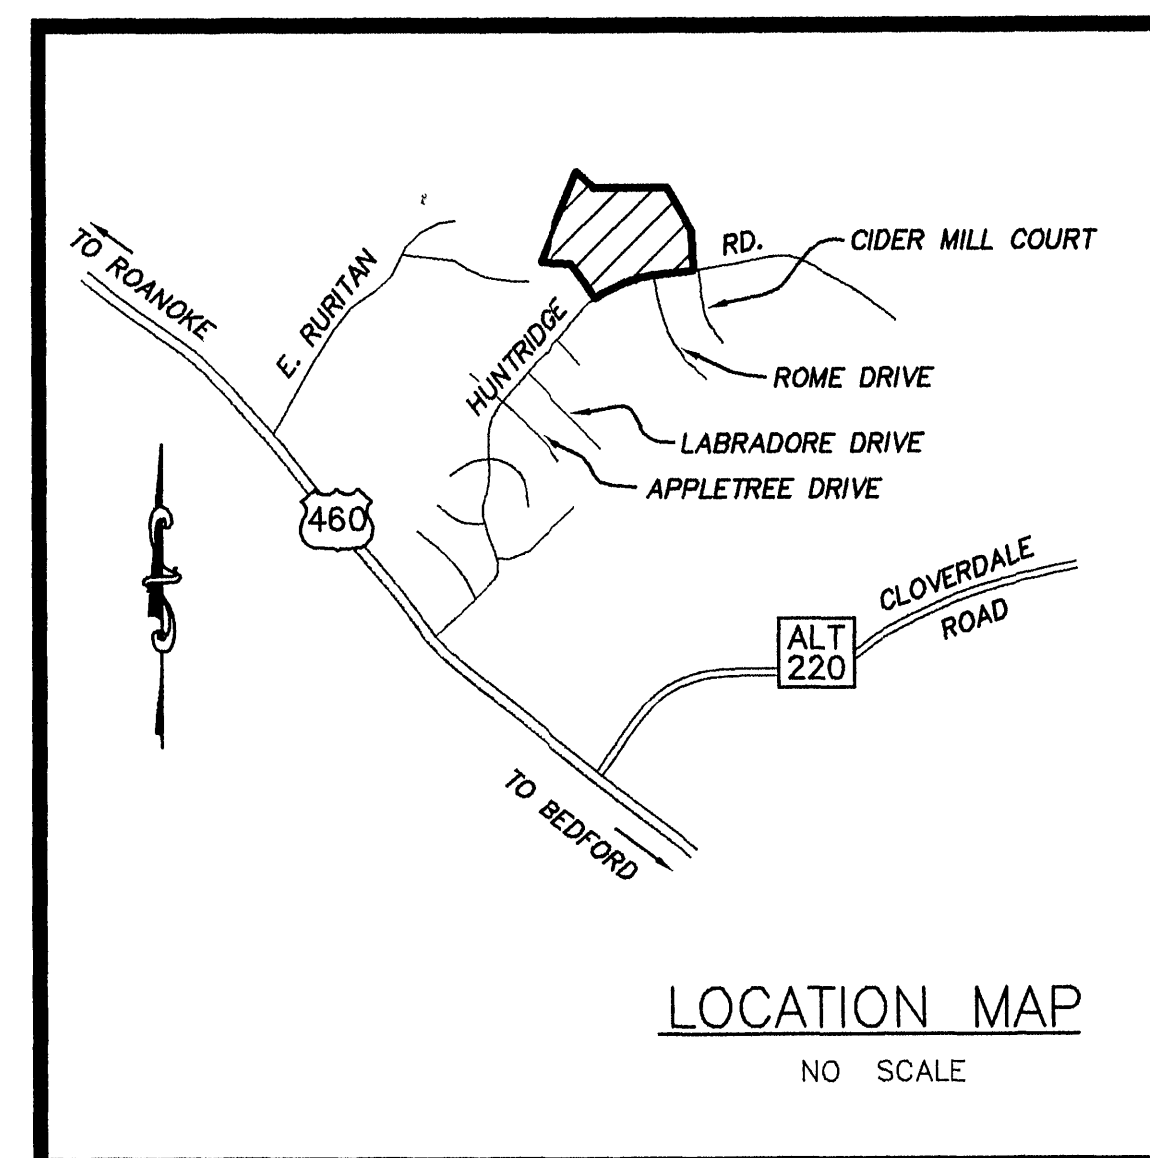 TO ROANOKE
E. RURITAN
HUNTRIDGE
RD.
CIDER MILL COURT
ROME DRIVE
LABRADORE DRIVE
APPLETREE DRIVE
460
CLOVERDALE
ROAD
ALT
220
TO BEDFORD
LOCATION MAP
NO SCALE